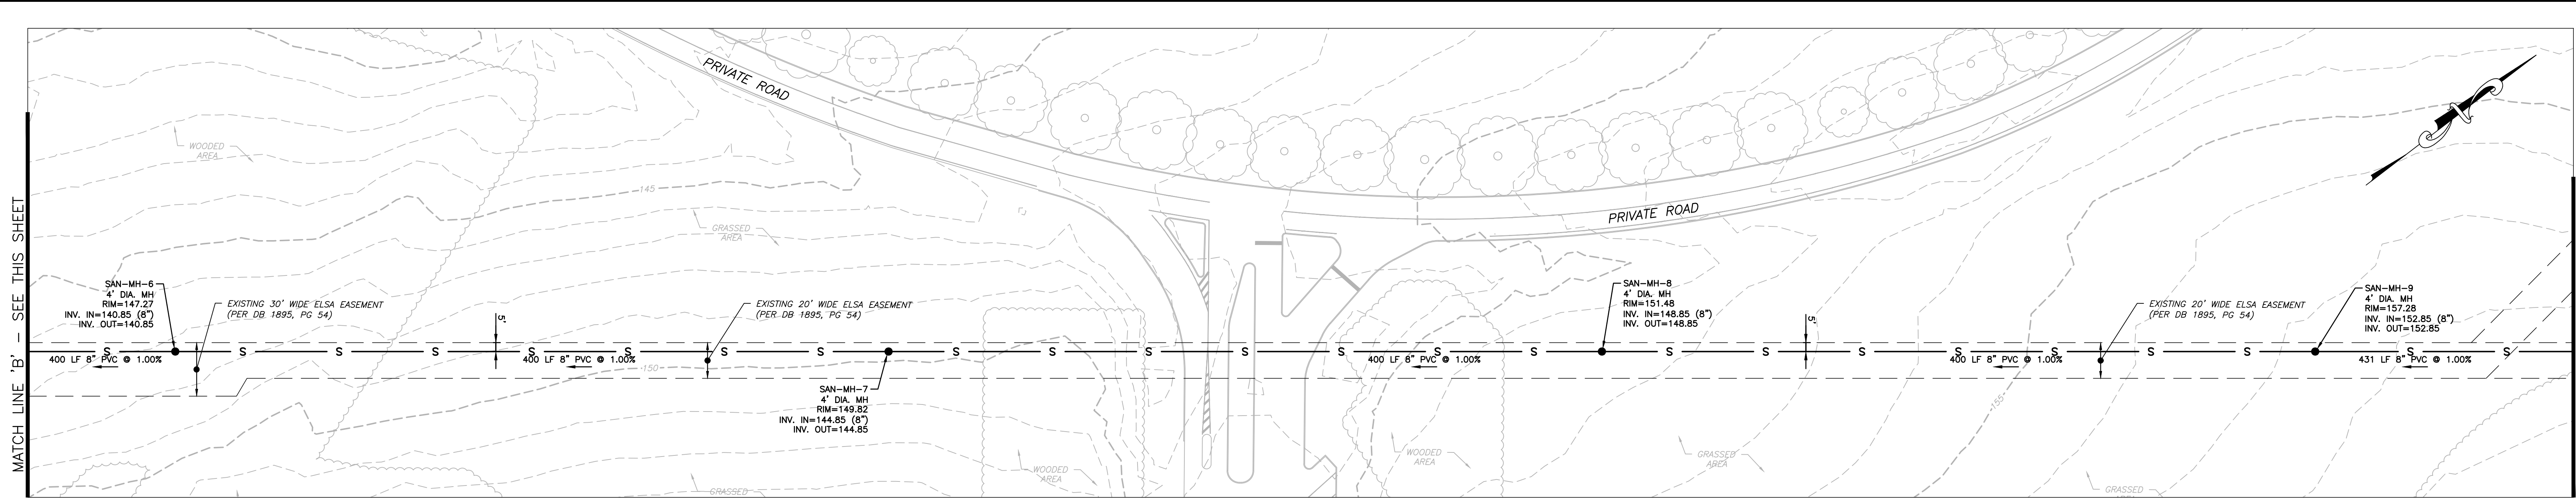 PRIVATE ROAD
WOODED
AREA
145
GRASSED
AREA
PRIVATE ROAD
MATCH LINE 'B' – SEE THIS SHEET
SAN-MH-6
4' DIA. MH
RIM=147.27
INV. IN=140.85 (8")
INV. OUT=140.85
EXISTING 30' WIDE ELSA EASEMENT
(PER DB 1895, PG 54)
5'
EXISTING 20' WIDE ELSA EASEMENT
(PER DB 1895, PG 54)
SAN-MH-8
4' DIA. MH
RIM=151.48
INV. IN=148.85 (8")
INV. OUT=148.85
5'
EXISTING 20' WIDE ELSA EASEMENT
(PER DB 1895, PG 54)
SAN-MH-9
4' DIA. MH
RIM=157.28
INV. IN=152.85 (8")
INV. OUT=152.85
S S S S S S S S S S S S S S S S S S S S S S S S
400 LF 8" PVC @ 1.00%
400 LF 8" PVC @ 1.00%
400 LF 8" PVC @ 1.00%
400 LF 8" PVC @ 1.00%
431 LF 8" PVC @ 1.00%
150
155
SAN-MH-7
4' DIA. MH
RIM=149.82
INV. IN=144.85 (8")
INV. OUT=144.85
WOODED
AREA
WOODED
AREA
GRASSED
AREA
GRASSED
GRASSED